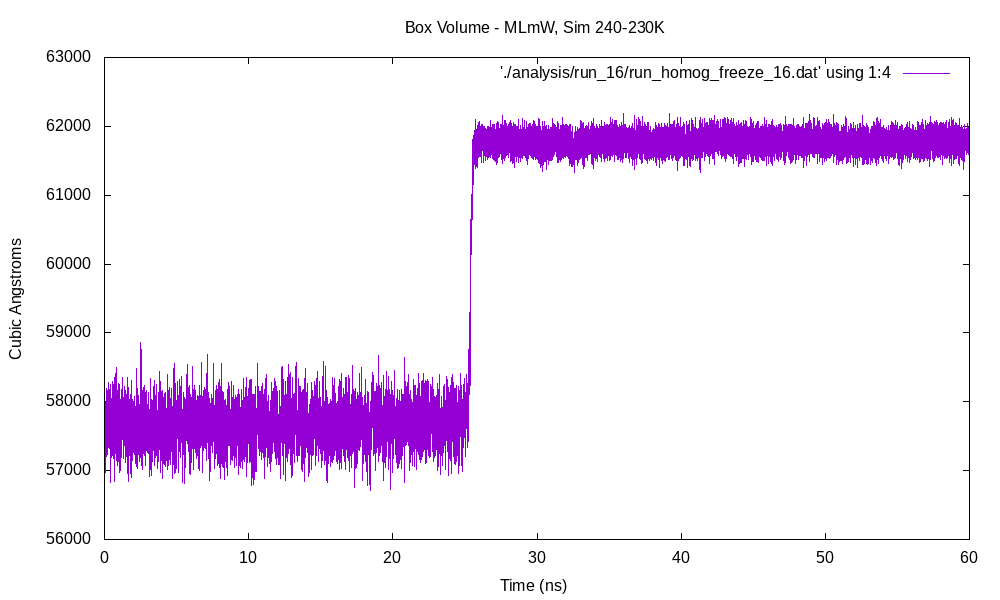 Box Volume - MLmW, Sim 240-230K
'./analysis/run_16/run_homog_freeze_16.dat' using 1:4
63000
62000
61000
60000
59000
58000
57000
56000
Cubic Angstroms
0 10 20 30 40 50 60
Time (ns)